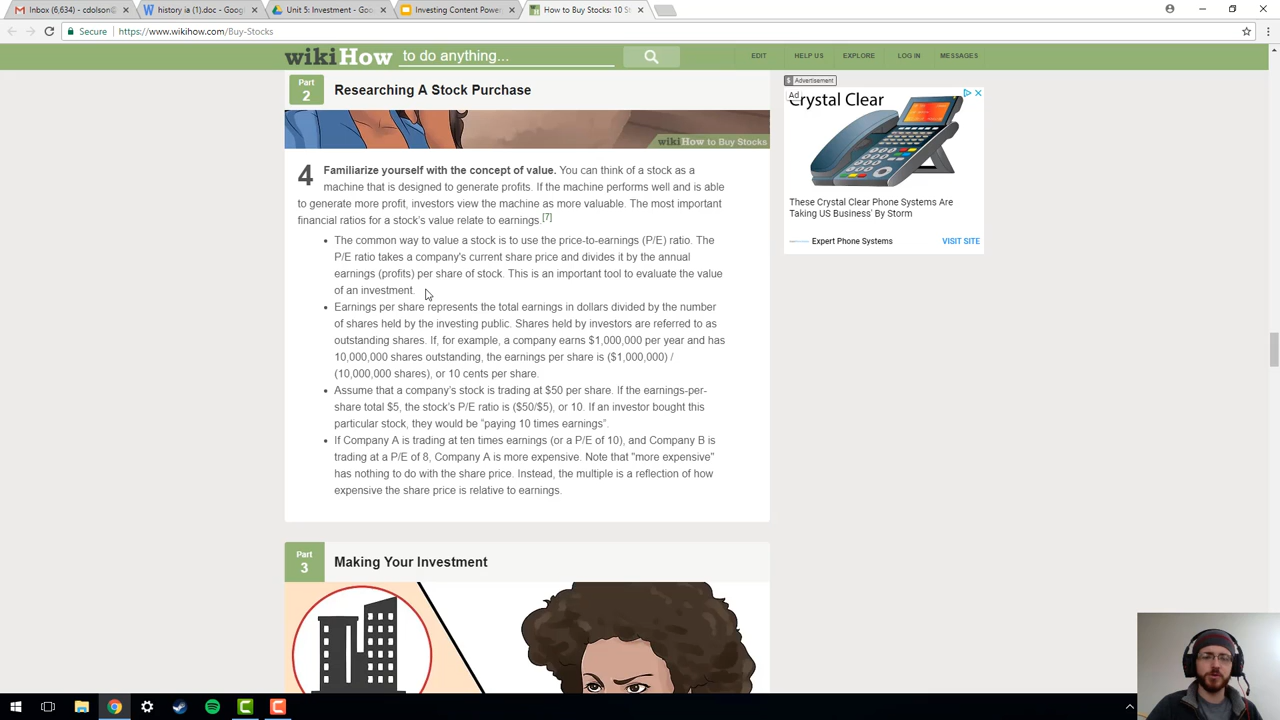 Inbox (6,634) - cdolson@
history ia (1).doc - Goog
Unit 5: Investment - Goo
Investing Content Power
How to Buy Stocks: 10 S
Secure
https://www.wikihow.com/Buy-Stocks
wikiHow to do anything...
EDIT
HELP US
EXPLORE
LOG IN
MESSAGES
Part
2
Researching A Stock Purchase
wikiHow to Buy Stocks
4 Familiarize yourself with the concept of value. You can think of a stock as a
machine that is designed to generate profits. If the machine performs well and is able
to generate more profit, investors view the machine as more valuable. The most important
financial ratios for a stock's value relate to earnings.[7]
• The common way to value a stock is to use the price-to-earnings (P/E) ratio. The
P/E ratio takes a company's current share price and divides it by the annual
earnings (profits) per share of stock. This is an important tool to evaluate the value
of an investment.
• Earnings per share represents the total earnings in dollars divided by the number
of shares held by the investing public. Shares held by investors are referred to as
outstanding shares. If, for example, a company earns $1,000,000 per year and has
10,000,000 shares outstanding, the earnings per share is ($1,000,000) /
(10,000,000 shares), or 10 cents per share.
• Assume that a company's stock is trading at $50 per share. If the earnings-per-
share total $5, the stock's P/E ratio is ($50/$5), or 10. If an investor bought this
particular stock, they would be "paying 10 times earnings".
• If Company A is trading at ten times earnings (or a P/E of 10), and Company B is
trading at a P/E of 8, Company A is more expensive. Note that "more expensive"
has nothing to do with the share price. Instead, the multiple is a reflection of how
expensive the share price is relative to earnings.
Part
3
Making Your Investment
Advertisement
Ad
Crystal Clear
These Crystal Clear Phone Systems Are
Taking US Business' By Storm
Expert Phone Systems
VISIT SITE